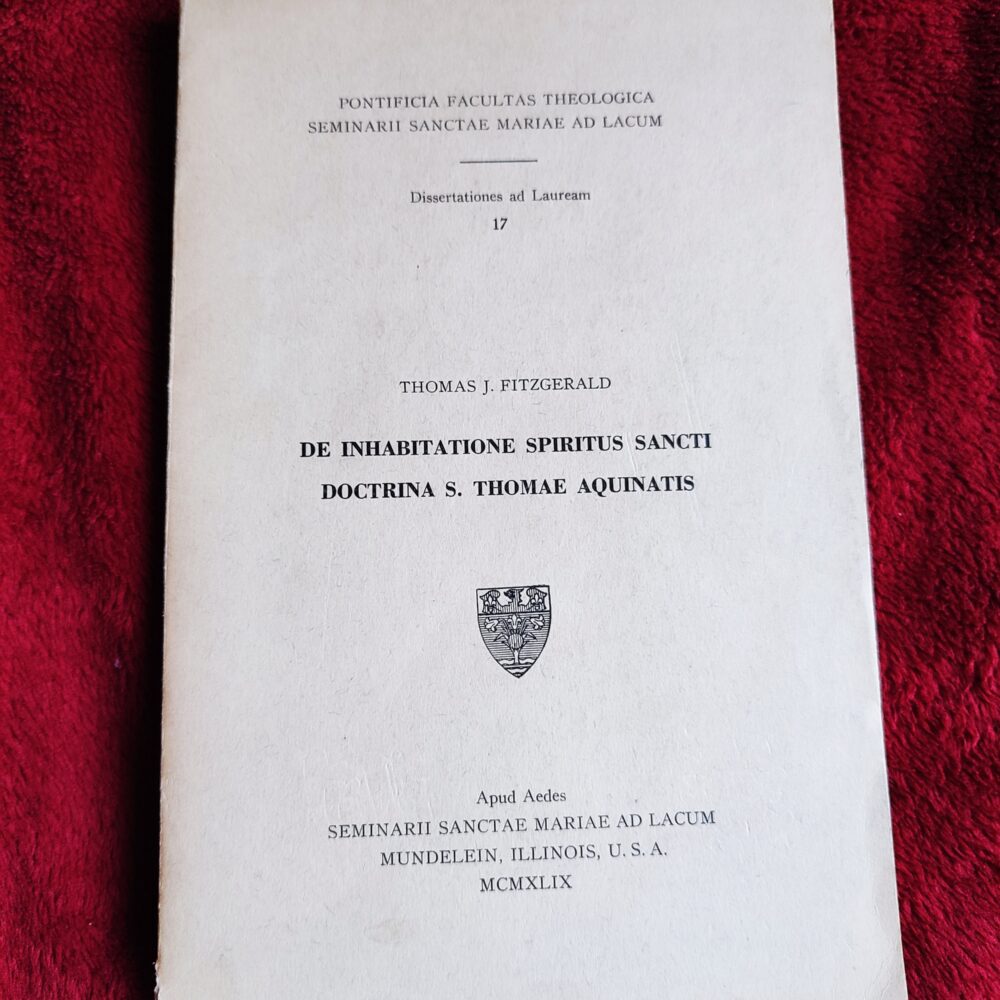 PONTIFICIA FACULTAS THEOLOGICA
SEMINARII SANCTAE MARIAE AD LACUM
Dissertationes ad Lauream
17
THOMAS J. FITZGERALD
DE INHABITATIONE SPIRITUS SANCTI
DOCTRINA S. THOMAE AQUINATIS
Apud Aedes
SEMINARII SANCTAE MARIAE AD LACUM
MUNDELEIN, ILLINOIS, U. S. A.
MCMXLIX